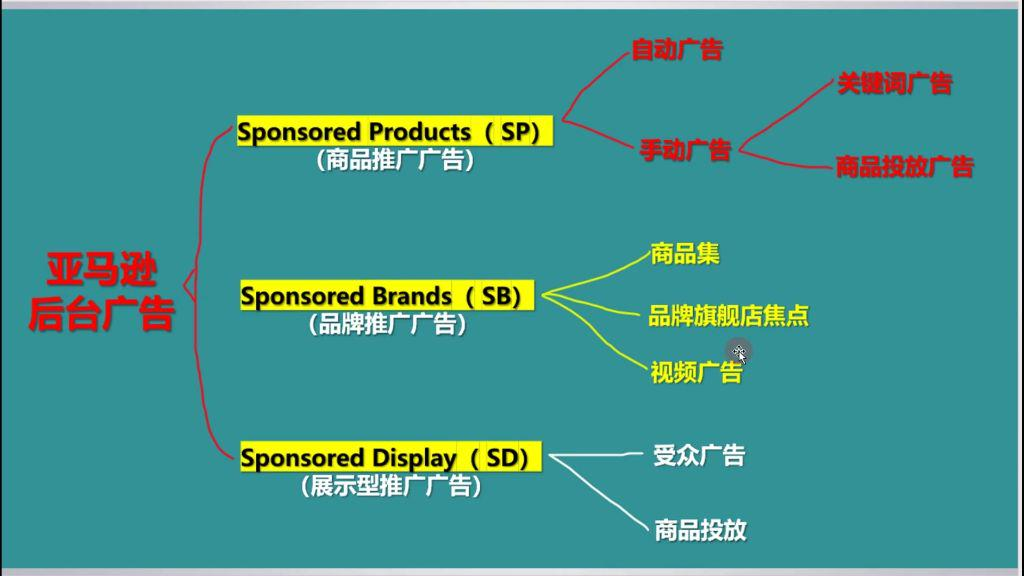 亚马逊
后台广告
Sponsored Products（SP）
（商品推广广告）
自动广告
手动广告
关键词广告
商品投放广告
Sponsored Brands（SB）
（品牌推广广告）
商品集
品牌旗舰店焦点
视频广告
Sponsored Display（SD）
（展示型推广广告）
受众广告
商品投放